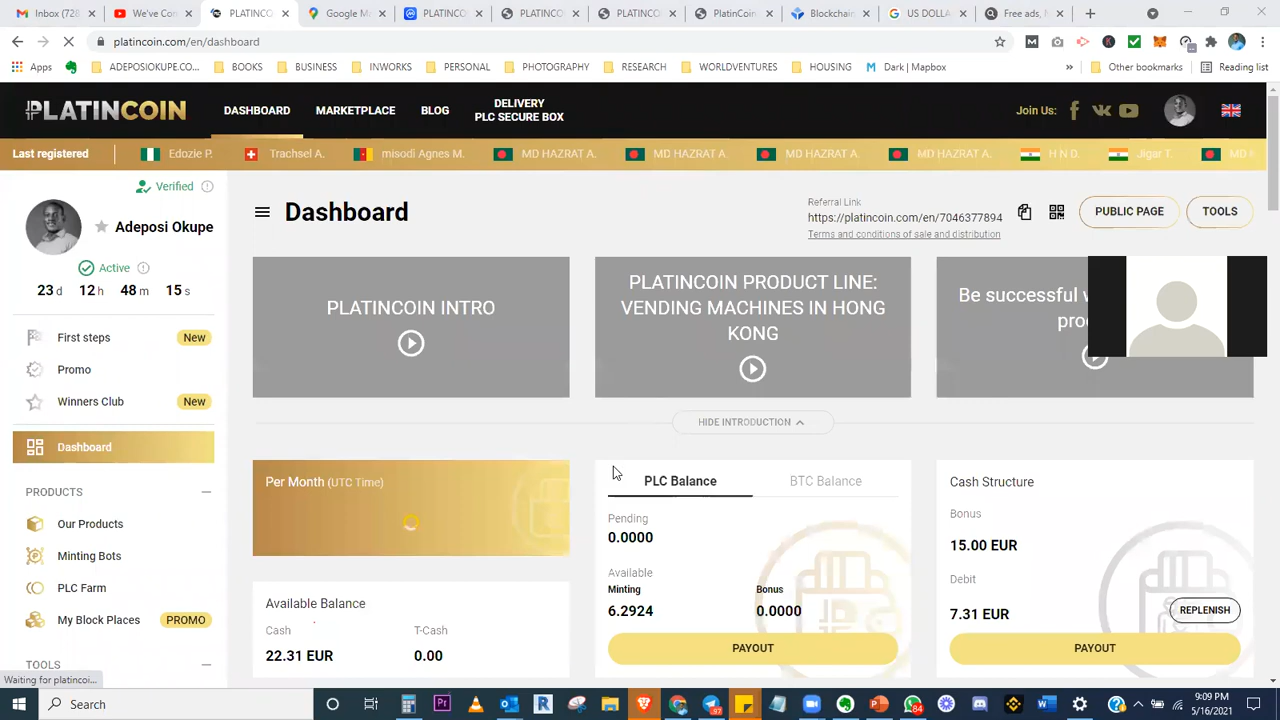 Inbox (728
We've Con
PLATINCO
Google M
PLATINCO
PLATINCO
PLATINCO
PlatinCoin
Blockchain
US DOLLA
Free ads, f
platincoin.com/en/dashboard
Apps
ADEPOSIOKUPE.CO...
BOOKS
BUSINESS
INWORKS
PERSONAL
PHOTOGRAPHY
RESEARCH
WORLDVENTURES
HOUSING
Dark | Mapbox
»
Other bookmarks
Reading list
PLATINCOIN
DASHBOARD
MARKETPLACE
BLOG
DELIVERY
PLC SECURE BOX
Join Us:
Last registered
Edozie P.
Trachsel A.
misodi Agnes M.
MD HAZRAT A.
MD HAZRAT A.
MD HAZRAT A.
MD HAZRAT A.
H N D.
Jigar T.
MD H
Verified
Adeposi Okupe
Active
23 d 12 h 48 m 15 s
First steps
New
Promo
Winners Club
New
Dashboard
PRODUCTS
Our Products
Minting Bots
PLC Farm
My Block Places
PROMO
TOOLS
Waiting for platincoi...
Dashboard
Referral Link
https://platincoin.com/en/7046377894
Terms and conditions of sale and distribution
PUBLIC PAGE
TOOLS
PLATINCOIN INTRO
PLATINCOIN PRODUCT LINE:
VENDING MACHINES IN HONG
KONG
Be successful
HIDE INTRODUCTION
Per Month (UTC Time)
Available Balance
Cash
T-Cash
22.31 EUR
0.00
PLC Balance
BTC Balance
Pending
0.0000
Available
Minting
Bonus
6.2924
0.0000
PAYOUT
Cash Structure
Bonus
15.00 EUR
Debit
7.31 EUR
REPLENISH
PAYOUT
Search
97
84
9:09 PM
5/16/2021